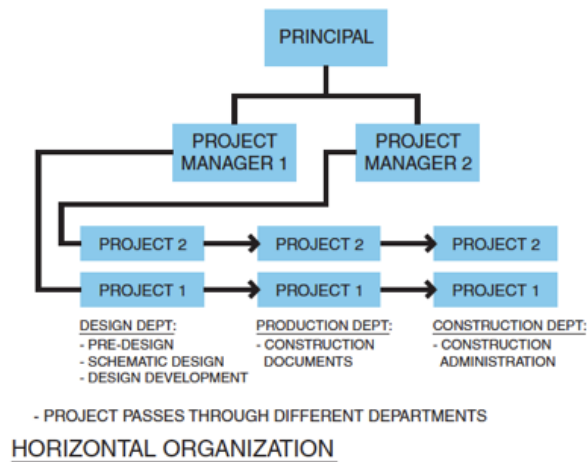 PRINCIPAL
PROJECT
MANAGER 1
PROJECT
MANAGER 2
PROJECT 2
PROJECT 2
PROJECT 2
PROJECT 1
PROJECT 1
PROJECT 1
DESIGN DEPT:
- PRE-DESIGN
- SCHEMATIC DESIGN
- DESIGN DEVELOPMENT
PRODUCTION DEPT:
- CONSTRUCTION
DOCUMENTS
CONSTRUCTION DEPT:
- CONSTRUCTION
ADMINISTRATION
- PROJECT PASSES THROUGH DIFFERENT DEPARTMENTS
HORIZONTAL ORGANIZATION